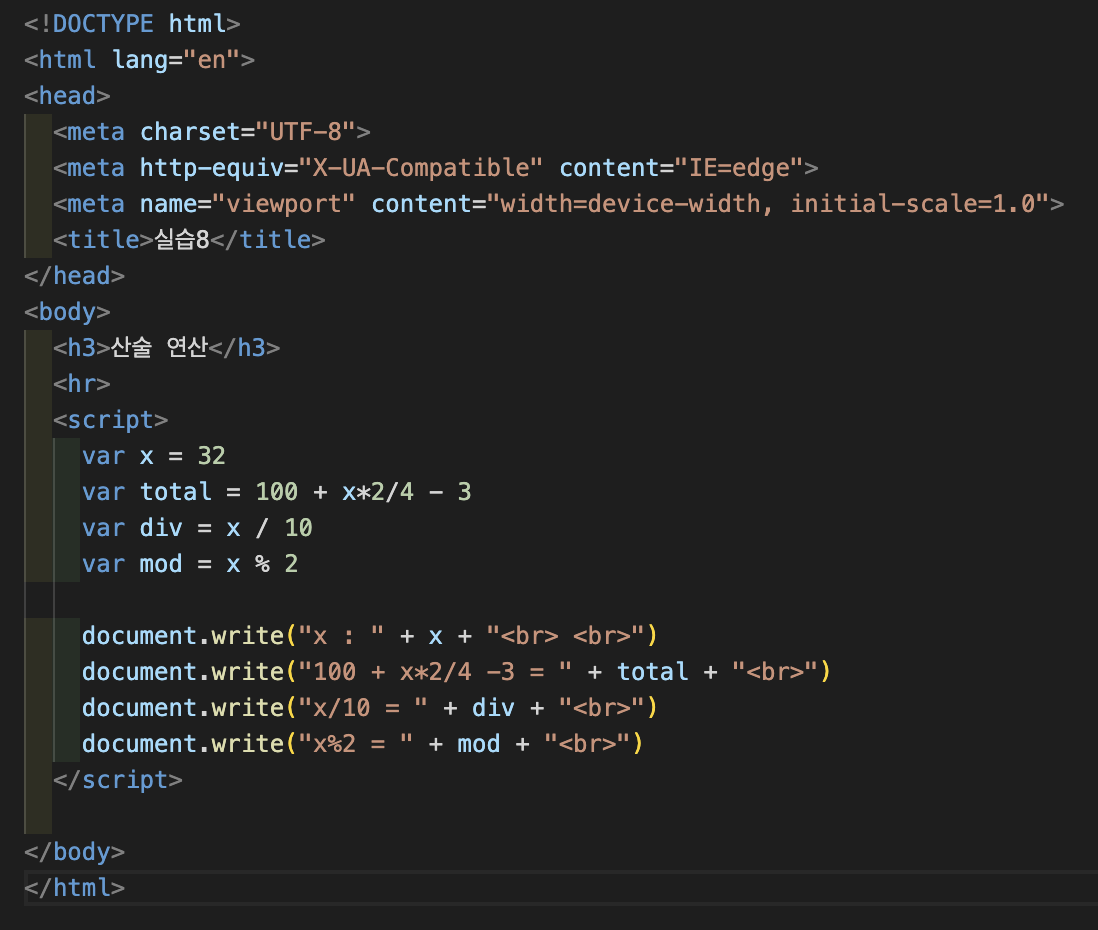 <!DOCTYPE html>
<html lang="en">
<head>
  <meta charset="UTF-8">
  <meta http-equiv="X-UA-Compatible" content="IE=edge">
  <meta name="viewport" content="width=device-width, initial-scale=1.0">
  <title>실습8</title>
</head>
<body>
  <h3>산술 연산</h3>
  <hr>
  <script>
    var x = 32
    var total = 100 + x*2/4 - 3
    var div = x / 10
    var mod = x % 2

    document.write("x : " + x + "<br> <br>")
    document.write("100 + x*2/4 -3 = " + total + "<br>")
    document.write("x/10 = " + div + "<br>")
    document.write("x%2 = " + mod + "<br>")
  </script>

</body>
</html>